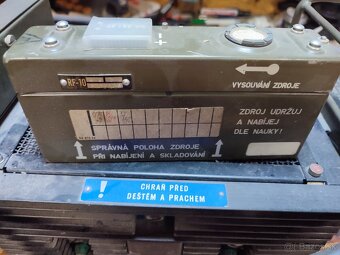 +
RF-10
VYSOUVÁNÍ ZDROJE
ZDROJ UDRŽUJ
A NABÍJEJ
DLE NAUKY!
SPRÁVNÁ POLOHA ZDROJE
PŘI NABÍJENÍ A SKLADOVÁNÍ
!
CHRAŇ PŘED
DEŠTĚM A PRACHEM